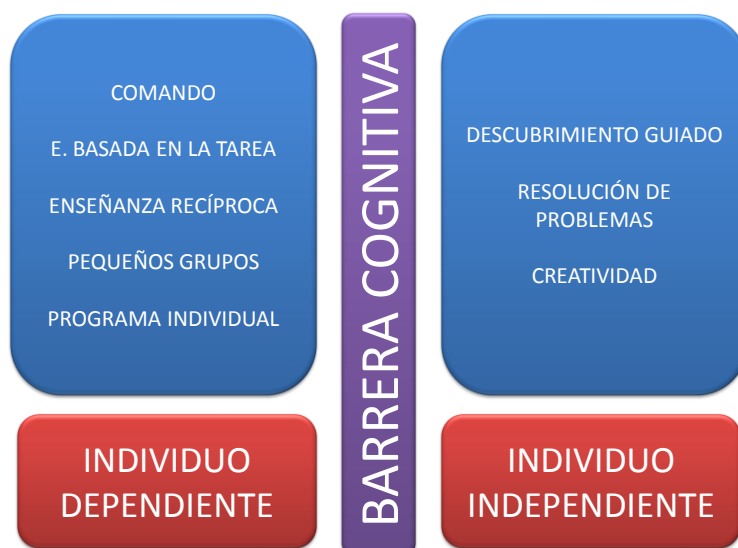 COMANDO
E. BASADA EN LA TAREA
ENSEÑANZA RECÍPROCA
PEQUEÑOS GRUPOS
PROGRAMA INDIVIDUAL
INDIVIDUO
DEPENDIENTE
BARRERA COGNITIVA
DESCUBRIMIENTO GUIADO
RESOLUCIÓN DE
PROBLEMAS
CREATIVIDAD
INDIVIDUO
INDEPENDIENTE